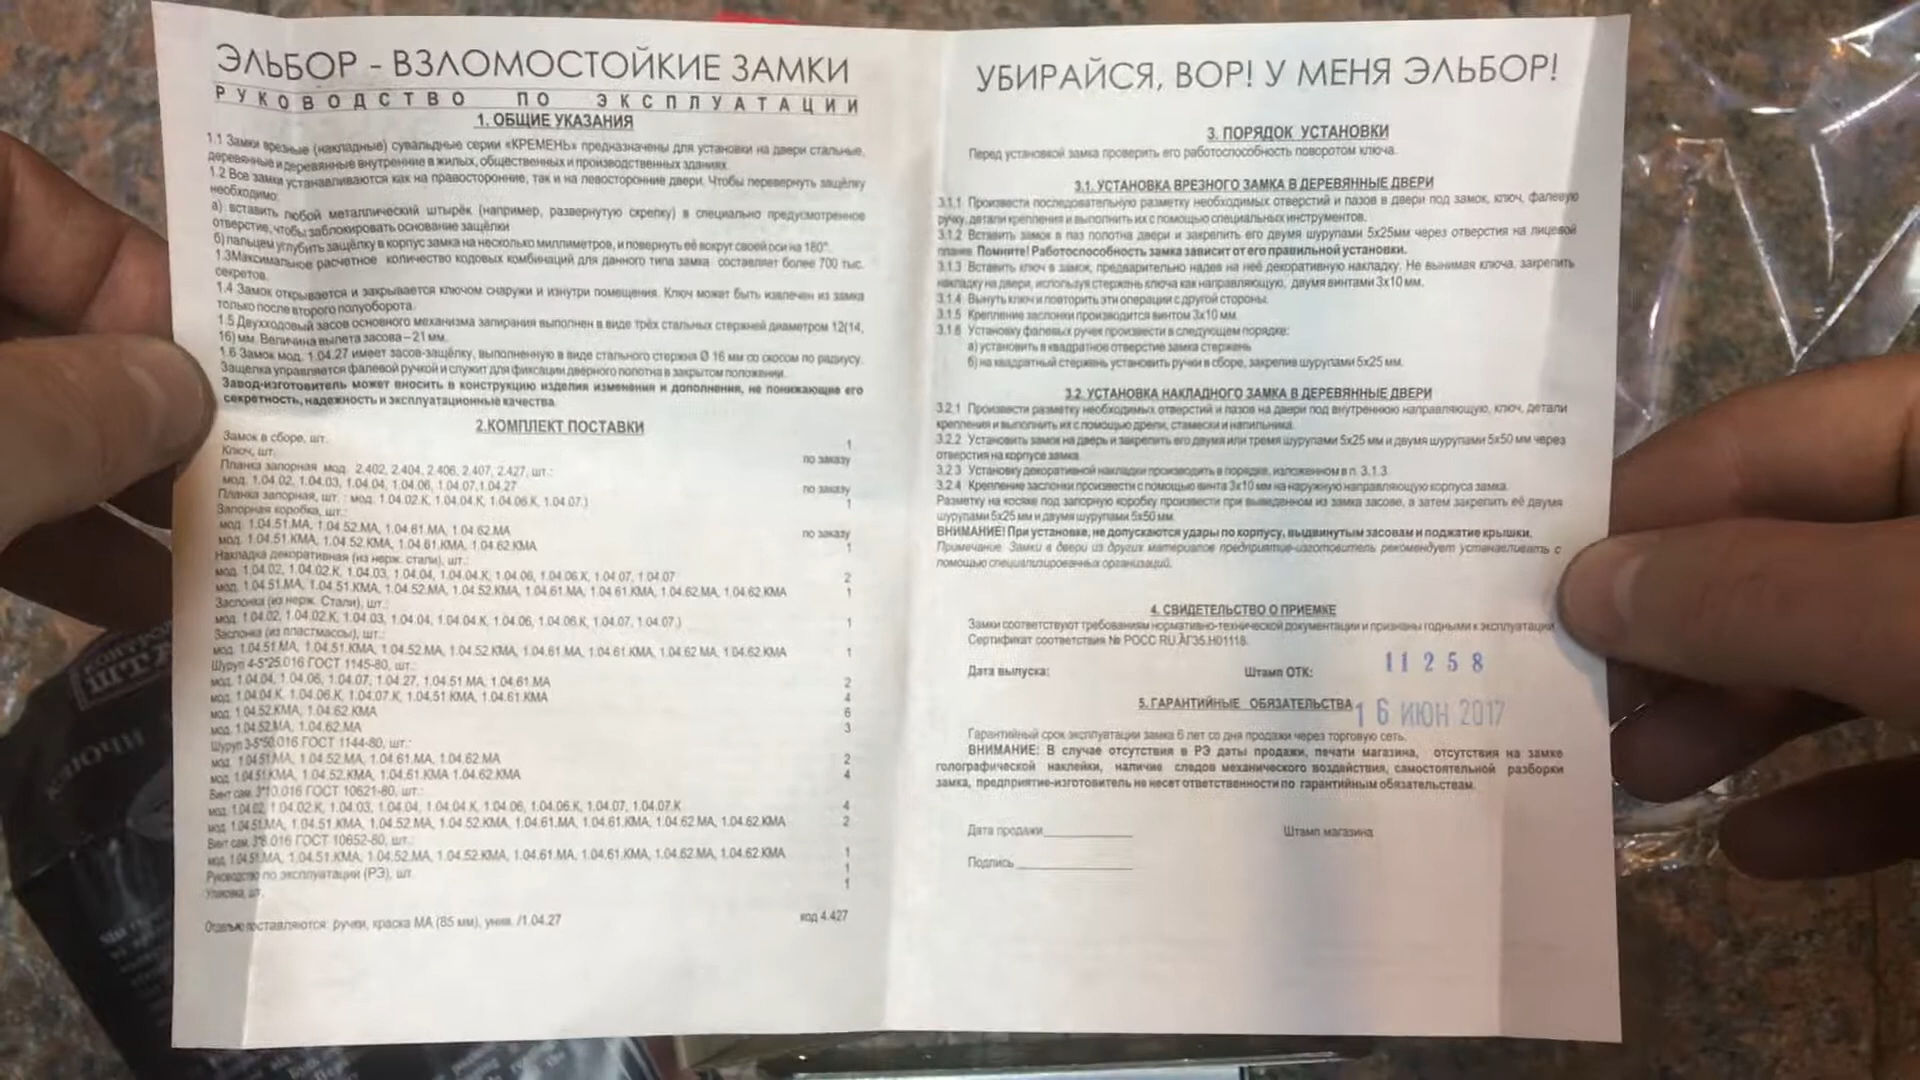 ЭЛЬБОР - ВЗЛОМОСТОЙКИЕ ЗАМКИ
РУКОВОДСТВО ПО ЭКСПЛУАТАЦИИ
1. ОБЩИЕ УКАЗАНИЯ
1.1 Замки врезные (накладные) сувальдные серии «КРЕМЕНЬ» предназначены для установки на двери стальные,
деревянные и деревянные внутренние в жилых, общественных и производственных зданиях.
1.2 Все замки устанавливаются как на правосторонние, так и на левосторонние двери. Чтобы перевернуть защёлку
необходимо:
а) вставить любой металлический штырёк (например, развернутую скрепку) в специально предусмотренное
отверстие, чтобы заблокировать основание защёлки
б) пальцем углубить защёлку в корпус замка на несколько миллиметров, и повернуть её вокруг своей оси на 180°.
1.3Максимальное расчетное количество кодовых комбинаций для данного типа замка составляет более 700 тыс.
секретов.
1.4 Замок открывается и закрывается ключом снаружи и изнутри помещения. Ключ может быть извлечен из замка
только после второго полуоборота.
1.5 Двухходовый засов основного механизма запирания выполнен в виде трёх стальных стержней диаметром 12(14,
16) мм. Величина вылета засова – 21 мм.
1.6 Замок мод. 1.04.27 имеет засов-защёлку, выполненную в виде стального стержня Ø 16 мм со скосом по радиусу.
Защелка управляется фалевой ручкой и служит для фиксации дверного полотна в закрытом положении.
Завод-изготовитель может вносить в конструкцию изделия изменения и дополнения, не понижающие его
секретность, надежность и эксплуатационные качества.
2.КОМПЛЕКТ ПОСТАВКИ
Замок в сборе, шт. 1
Ключ, шт. по заказу
Планка запорная мод. 2.402, 2.404, 2.406, 2.407, 2.427, шт.:
мод. 1.04.02, 1.04.03, 1.04.04, 1.04.06, 1.04.07,1.04.27 по заказу
Планка запорная, шт. : мод. 1.04.02.К, 1.04.04.К, 1.04.06.К, 1.04.07.) 1
Запорная коробка, шт.:
мод. 1.04.51.МА, 1.04.52.МА, 1.04.61.МА, 1.04.62.МА по заказу
мод. 1.04.51.КМА, 1.04.52.КМА, 1.04.61.КМА, 1.04.62.КМА 1
Накладка декоративная (из нерж. стали), шт.:
мод. 1.04.02, 1.04.02.К, 1.04.03, 1.04.04, 1.04.04.К, 1.04.06, 1.04.06.К, 1.04.07, 1.04.07 2
мод. 1.04.51.МА, 1.04.51.КМА, 1.04.52.МА, 1.04.52.КМА, 1.04.61.МА, 1.04.61.КМА, 1.04.62.МА, 1.04.62.КМА 1
Заслонка (из нерж. Стали), шт.:
мод. 1.04.02, 1.04.02.К, 1.04.03, 1.04.04, 1.04.04.К, 1.04.06, 1.04.06.К, 1.04.07, 1.04.07.) 1
Заслонка (из пластмассы), шт.:
мод. 1.04.51.МА, 1.04.51.КМА, 1.04.52.МА, 1.04.52.КМА, 1.04.61.МА, 1.04.61.КМА, 1.04.62.МА, 1.04.62.КМА 1
Шуруп 4-5*25.016 ГОСТ 1145-80, шт.:
мод. 1.04.04, 1.04.06, 1.04.07, 1.04.27, 1.04.51.МА, 1.04.61.МА 2
мод. 1.04.04.К, 1.04.06.К, 1.04.07.К, 1.04.51.КМА, 1.04.61.КМА 4
мод. 1.04.52.КМА, 1.04.62.КМА 6
мод. 1.04.52.МА, 1.04.62.МА 3
Шуруп 3-5*50.016 ГОСТ 1144-80, шт.:
мод. 1.04.51.МА, 1.04.52.МА, 1.04.61.МА, 1.04.62.МА 2
мод. 1.04.51.КМА, 1.04.52.КМА, 1.04.61.КМА 1.04.62.КМА 4
Винт сам. 3*10.016 ГОСТ 10621-80, шт.:
мод. 1.04.02, 1.04.02.К, 1.04.03, 1.04.04, 1.04.04.К, 1.04.06, 1.04.06.К, 1.04.07, 1.04.07.К 4
мод. 1.04.51.МА, 1.04.51.КМА, 1.04.52.МА, 1.04.52.КМА, 1.04.61.МА, 1.04.61.КМА, 1.04.62.МА, 1.04.62.КМА 2
Винт сам. 3*8.016 ГОСТ 10652-80, шт.:
мод. 1.04.51.МА, 1.04.51.КМА, 1.04.52.МА, 1.04.52.КМА, 1.04.61.МА, 1.04.61.КМА, 1.04.62.МА, 1.04.62.КМА 1
Руководство по эксплуатации (РЭ), шт. 1
Упаковка, шт. 1
Отдельно поставляются: ручки, краска МА (85 мм), унив. /1.04.27 код 4.427
УБИРАЙСЯ, ВОР! У МЕНЯ ЭЛЬБОР!
3. ПОРЯДОК УСТАНОВКИ
Перед установкой замка проверить его работоспособность поворотом ключа.
3.1. УСТАНОВКА ВРЕЗНОГО ЗАМКА В ДЕРЕВЯННЫЕ ДВЕРИ
3.1.1 Произвести последовательную разметку необходимых отверстий и пазов в двери под замок, ключ, фалевую
ручку, детали крепления и выполнить их с помощью специальных инструментов.
3.1.2 Вставить замок в паз полотна двери и закрепить его двумя шурупами 5х25мм через отверстия на лицевой
планке. Помните! Работоспособность замка зависит от его правильной установки.
3.1.3 Вставить ключ в замок, предварительно надев на неё декоративную накладку. Не вынимая ключа, закрепить
накладку на двери, используя стержень ключа как направляющую, двумя винтами 3х10 мм.
3.1.4 Вынуть ключ и повторить эти операции с другой стороны.
3.1.5 Крепление заслонки производится винтом 3х10 мм.
3.1.6 Установку фалевых ручек произвести в следующем порядке:
а) установить в квадратное отверстие замка стержень
б) на квадратный стержень установить ручки в сборе, закрепив шурупами 5х25 мм.
3.2. УСТАНОВКА НАКЛАДНОГО ЗАМКА В ДЕРЕВЯННЫЕ ДВЕРИ
3.2.1 Произвести разметку необходимых отверстий и пазов на двери под внутреннюю направляющую, ключ, детали
крепления и выполнить их с помощью дрели, стамески и напильника.
3.2.2 Установить замок на дверь и закрепить его двумя или тремя шурупами 5х25 мм и двумя шурупами 5х50 мм через
отверстия на корпусе замка.
3.2.3 Установку декоративной накладки производить в порядке, изложенном в п. 3.1.3.
3.2.4 Крепление заслонки произвести с помощью винта 3х10 мм на наружную направляющую корпуса замка.
Разметку на косяке под запорную коробку произвести при выведенном из замка засове, а затем закрепить её двумя
шурупами 5х25 мм и двумя шурупами 5х50 мм.
ВНИМАНИЕ! При установке, не допускаются удары по корпусу, выдвинутым засовам и поджатие крышки.
Примечание: Замки в двери из других материалов предприятие-изготовитель рекомендует устанавливать с
помощью специализированных организаций.
4. СВИДЕТЕЛЬСТВО О ПРИЕМКЕ
Замки соответствуют требованиям нормативно-технической документации и признаны годными к эксплуатации.
Сертификат соответствия № РОСС RU.АГ35.Н01118.
Дата выпуска: Штамп ОТК: 11258
5. ГАРАНТИЙНЫЕ ОБЯЗАТЕЛЬСТВА 16 ИЮН 2017
Гарантийный срок эксплуатации замка 6 лет со дня продажи через торговую сеть.
ВНИМАНИЕ: В случае отсутствия в РЭ даты продажи, печати магазина, отсутствия на замке
голографической наклейки, наличие следов механического воздействия, самостоятельной разборки
замка, предприятие-изготовитель не несет ответственности по гарантийным обязательствам.
Дата продажи____________ Штамп магазина
Подпись ________________